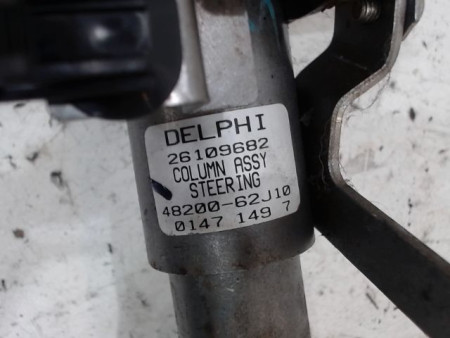 DELPHI
26109682
COLUMN ASSY
STEERING
48200-62J10
0147 149 7